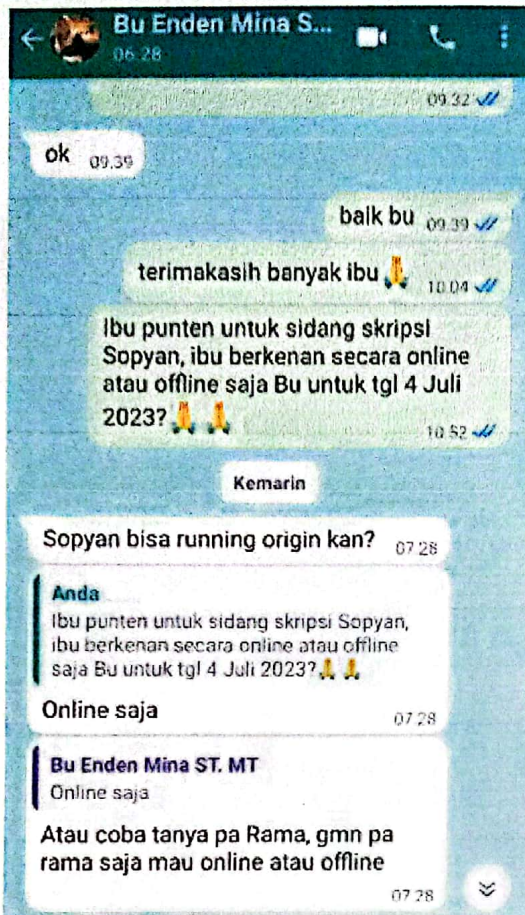 Bu Enden Mina S...
06.28
09.32
ok 09.39
baik bu 09.39
terimakasih banyak ibu🙏 10.04
Ibu punten untuk sidang skripsi
Sopyan, ibu berkenan secara online
atau offline saja Bu untuk tgl 4 Juli
2023?🙏🙏
10.52
Kemarin
Sopyan bisa running origin kan? 07.28
Anda
Ibu punten untuk sidang skripsi Sopyan,
ibu berkenan secara online atau offline
saja Bu untuk tgl 4 Juli 2023?🙏🙏
Online saja
07.28
Bu Enden Mina ST. MT
Online saja
Atau coba tanya pa Rama, gmn pa
rama saja mau online atau offline
07.28